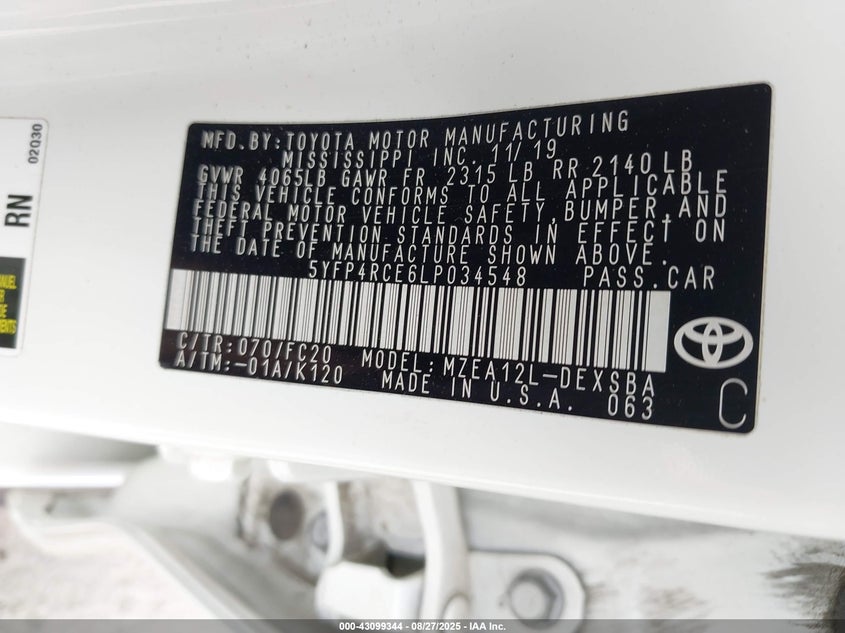 MFD. BY: TOYOTA MOTOR MANUFACTURING
MISSISSIPPI INC. 11/19
GVWR 4065LB GAWR FR 2315 LB RR 2140LB
THIS VEHICLE CONFORMS TO ALL APPLICABLE
FEDERAL MOTOR VEHICLE SAFETY, BUMPER, AND
THEFT PREVENTION STANDARDS IN EFFECT ON
THE DATE OF MANUFACTURE SHOWN ABOVE.
5YFP4RCE6LP034548 PASS.CAR
C/TR:070/FC20 MODEL:MZEA12L-DEXSBA
A/TM:-01A/K120 MADE IN U.S.A. 063
C
02Q30
RN
000-43099344 - 08/27/2025 - IAA Inc.